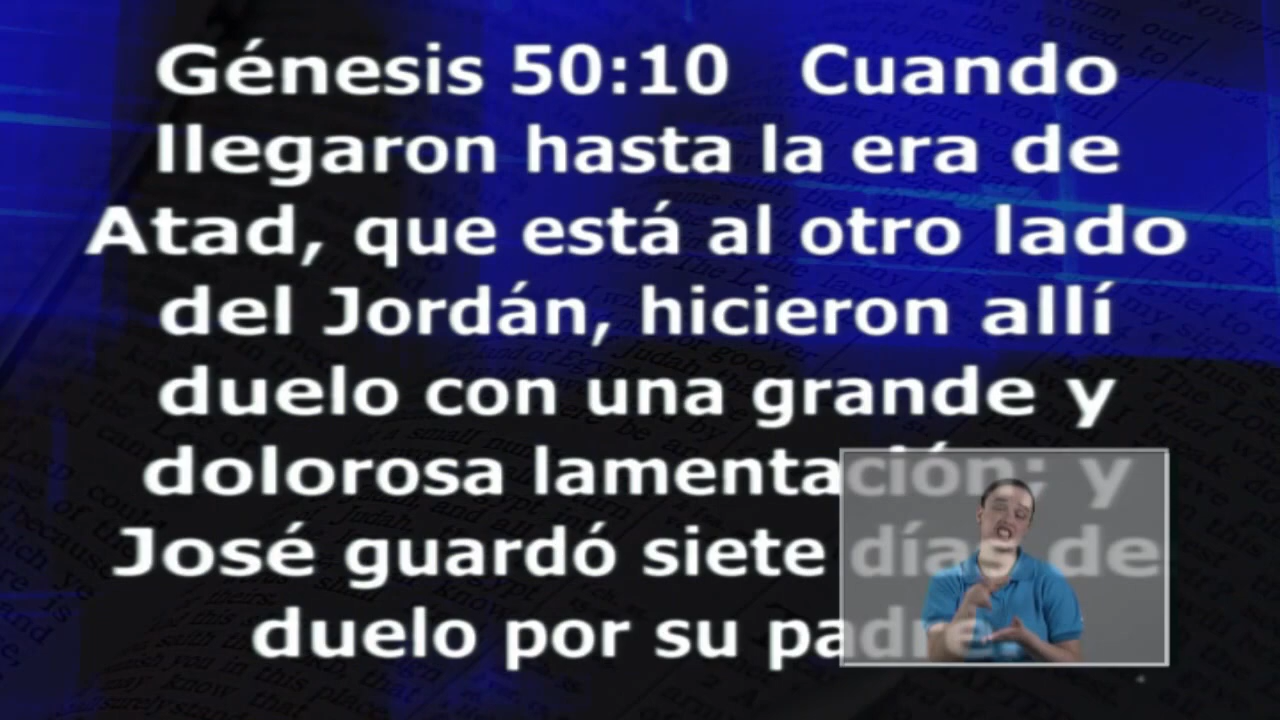 Génesis 50:10 Cuando
llegaron hasta la era de
Atad, que está al otro lado
del Jordán, hicieron allí
duelo con una grande y
dolorosa lamentación; y
José guardó siete días de
duelo por su padre